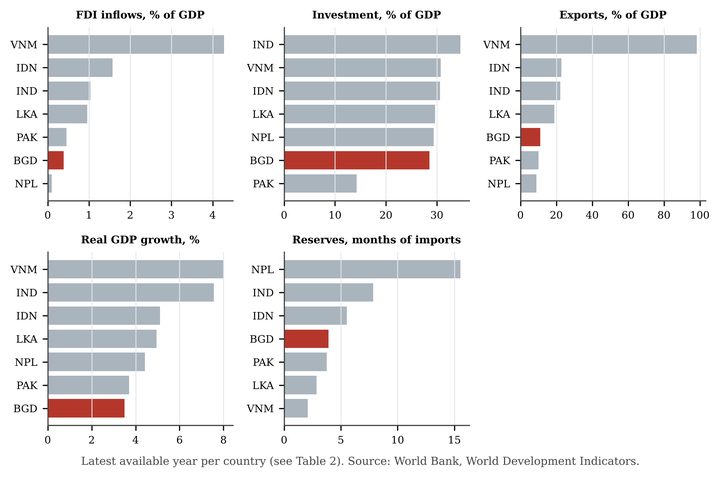 FDI inflows, % of GDP
VNM
IDN
IND
LKA
PAK
BGD
NPL
0 1 2 3 4
Investment, % of GDP
IND
VNM
IDN
LKA
NPL
BGD
PAK
0 10 20 30
Exports, % of GDP
VNM
IDN
IND
LKA
BGD
PAK
NPL
0 20 40 60 80 100
Real GDP growth, %
VNM
IND
IDN
LKA
NPL
PAK
BGD
0 2 4 6 8
Reserves, months of imports
NPL
IND
IDN
BGD
PAK
LKA
VNM
0 5 10 15
Latest available year per country (see Table 2). Source: World Bank, World Development Indicators.